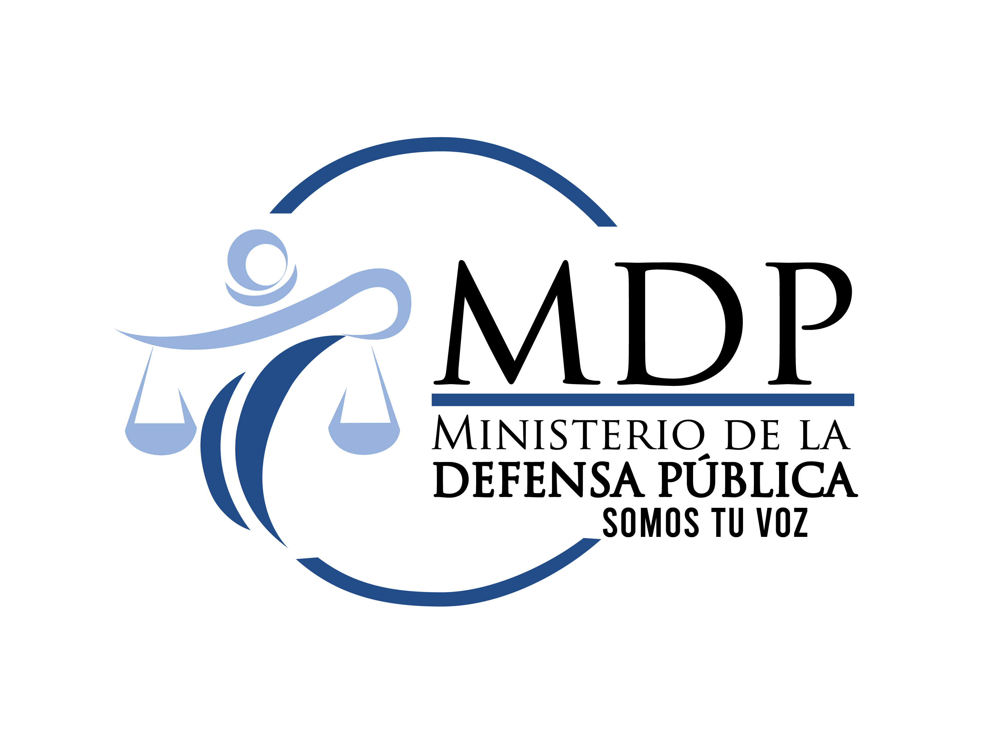 MDP
MINISTERIO DE LA
DEFENSA PÚBLICA
SOMOS TU VOZ